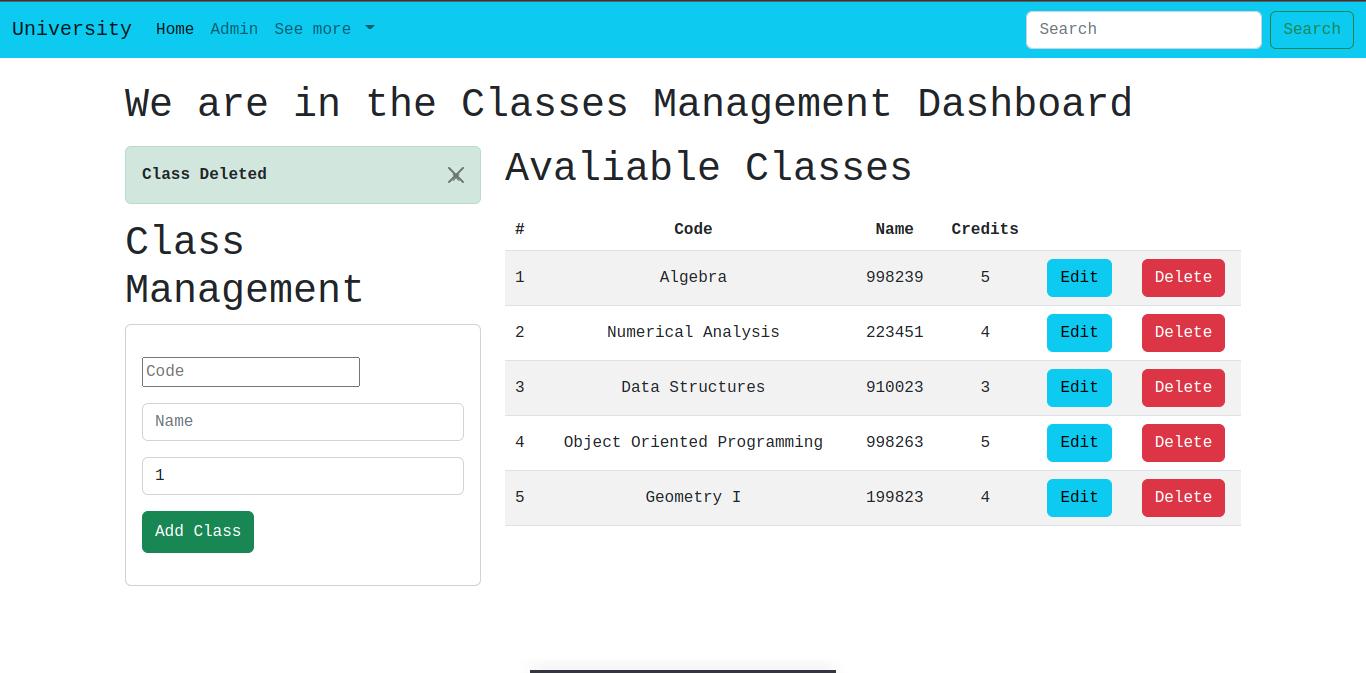 University Home Admin See more Search Search
We are in the Classes Management Dashboard
Class Deleted
Class
Management
Code
Name
1
Add Class
Avaliable Classes
# Code Name Credits
1 Algebra 998239 5 Edit Delete
2 Numerical Analysis 223451 4 Edit Delete
3 Data Structures 910023 3 Edit Delete
4 Object Oriented Programming 998263 5 Edit Delete
5 Geometry I 199823 4 Edit Delete